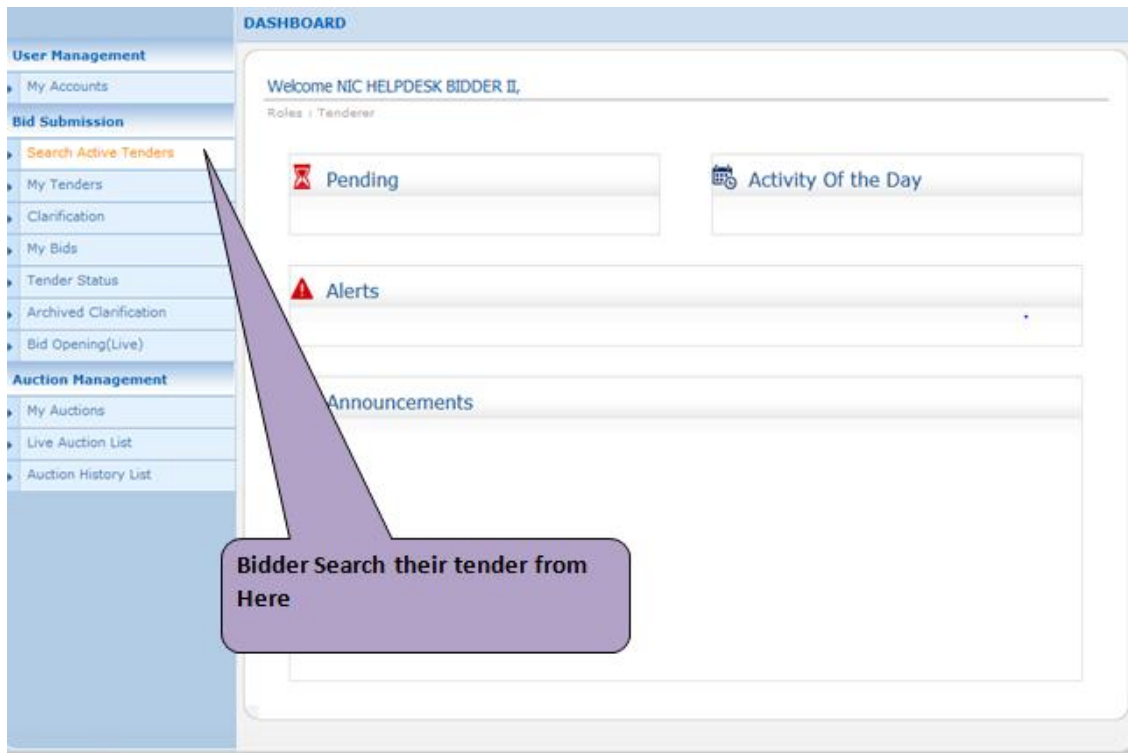 DASHBOARD
User Management
My Accounts
Bid Submission
Search Active Tenders
My Tenders
Clarification
My Bids
Tender Status
Archived Clarification
Bid Opening(Live)
Auction Management
My Auctions
Live Auction List
Auction History List
Welcome NIC HELPDESK BIDDER II,
Roles : Tenderer
Pending
Activity Of the Day
Alerts
Announcements
Bidder Search their tender from
Here